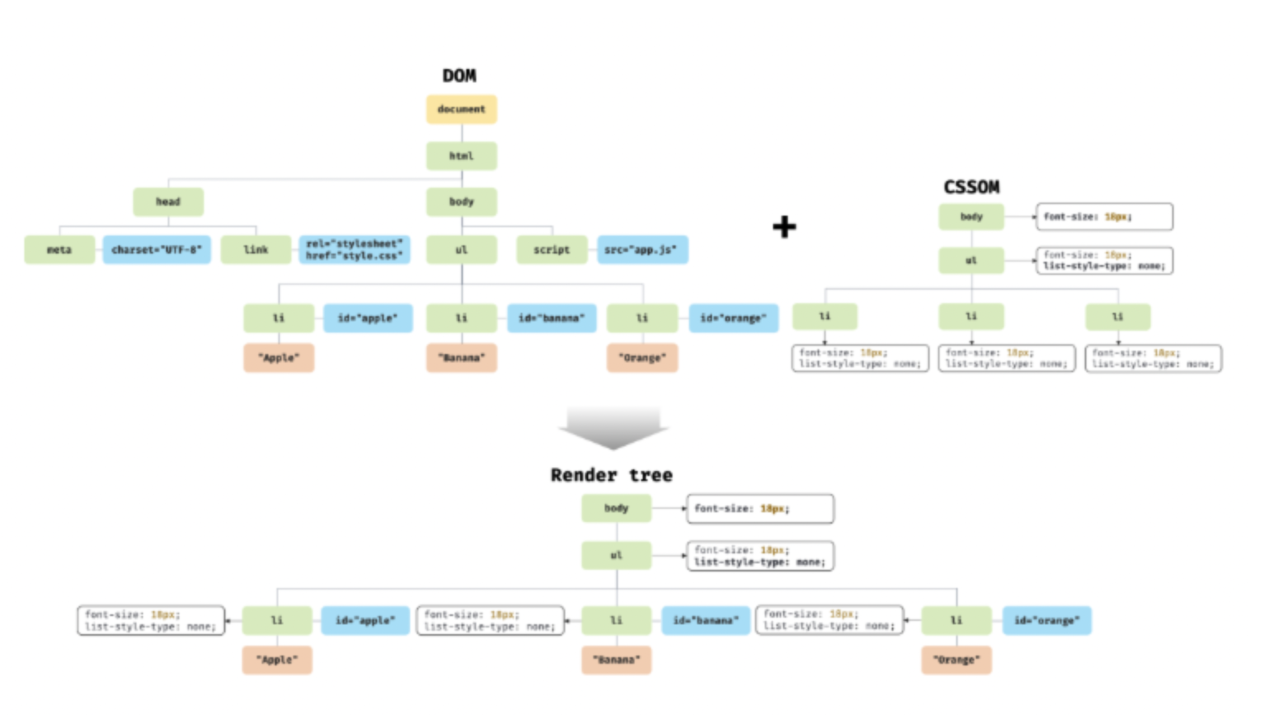 DOM
document
html
head
body
meta
charset="UTF-8"
link
rel="stylesheet"
href="style.css"
ul
script
src="app.js"
li
id="apple"
li
id="banana"
li
id="orange"
"Apple"
"Banana"
"Orange"
+
CSSOM
body
font-size: 18px;
ul
font-size: 18px;
list-style-type: none;
li
li
li
font-size: 18px;
list-style-type: none;
font-size: 18px;
list-style-type: none;
font-size: 18px;
list-style-type: none;
Render tree
body
font-size: 18px;
ul
font-size: 18px;
list-style-type: none;
font-size: 18px;
list-style-type: none;
li
id="apple"
font-size: 18px;
list-style-type: none;
li
id="banana"
font-size: 18px;
list-style-type: none;
li
id="orange"
"Apple"
"Banana"
"Orange"